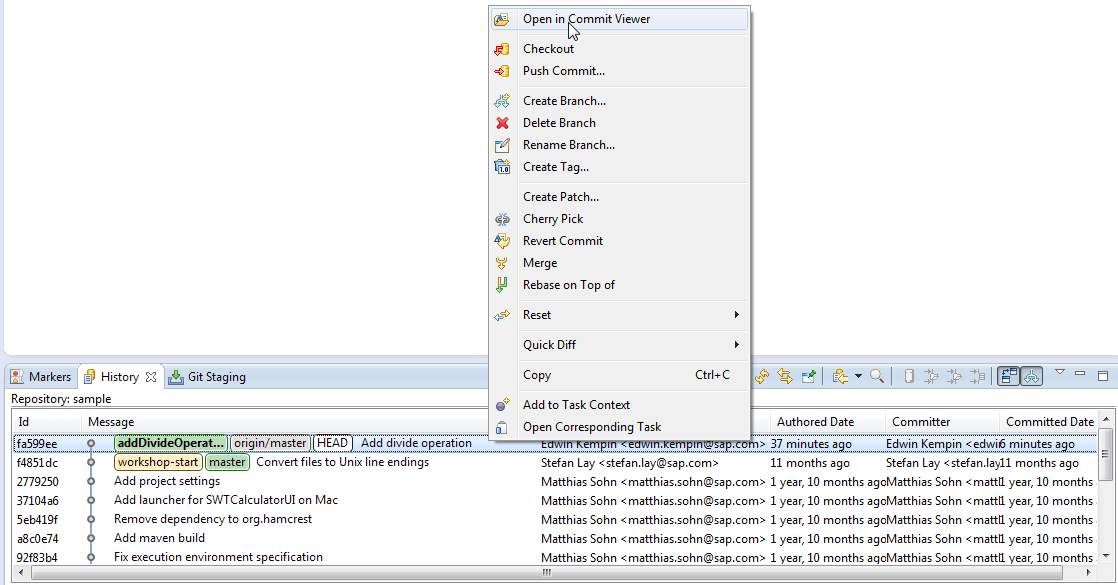 Open in Commit Viewer
Checkout
Push Commit...
Create Branch...
Delete Branch
Rename Branch...
Create Tag...
Create Patch...
Cherry Pick
Revert Commit
Merge
Rebase on Top of
Reset
Quick Diff
Copy Ctrl+C
Add to Task Context
Open Corresponding Task
Markers History Git Staging
Repository: sample
Id Message Authored Date Committer Committed Date
fa599ee addDivideOperat... origin/master HEAD Add divide operation Edwin Kempin <edwin.kempin@sap.com> 37 minutes ago Edwin Kempin <edwi 6 minutes ago
f4851dc workshop-start master Convert files to Unix line endings Stefan Lay <stefan.lay@sap.com> 11 months ago Stefan Lay <stefan.lay 11 months ago
2779250 Add project settings Matthias Sohn <matthias.sohn@sap.com> 1 year, 10 months ago Matthias Sohn <matt 1 year, 10 months
37104a6 Add launcher for SWTCalculatorUI on Mac Matthias Sohn <matthias.sohn@sap.com> 1 year, 10 months ago Matthias Sohn <matt 1 year, 10 months
5eb419f Remove dependency to org.hamcrest Matthias Sohn <matthias.sohn@sap.com> 1 year, 10 months ago Matthias Sohn <matt 1 year, 10 months
a8c0e74 Add maven build Matthias Sohn <matthias.sohn@sap.com> 1 year, 10 months ago Matthias Sohn <matt 1 year, 10 months
92f83b4 Fix execution environment specification Matthias Sohn <matthias.sohn@sap.com> 1 year, 10 months ago Matthias Sohn <matt 1 year, 10 months